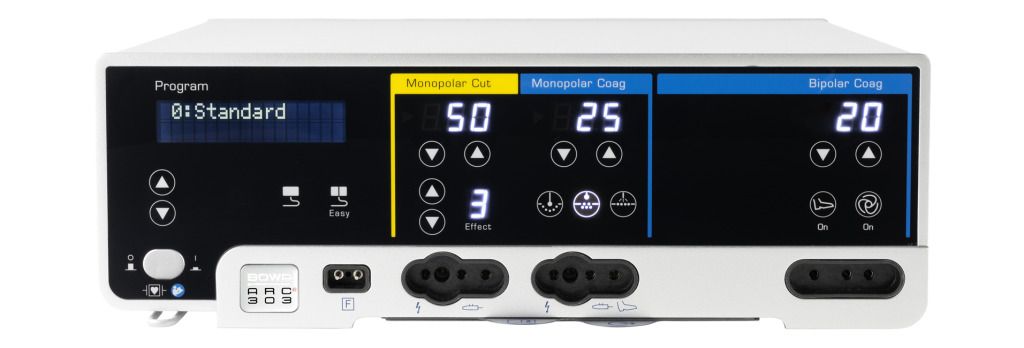 Program
0:Standard
Monopolar Cut
50
3
Effect
Monopolar Coag
25
Bipolar Coag
20
On
On
Easy
O
I
BOWA
ARC
303
F